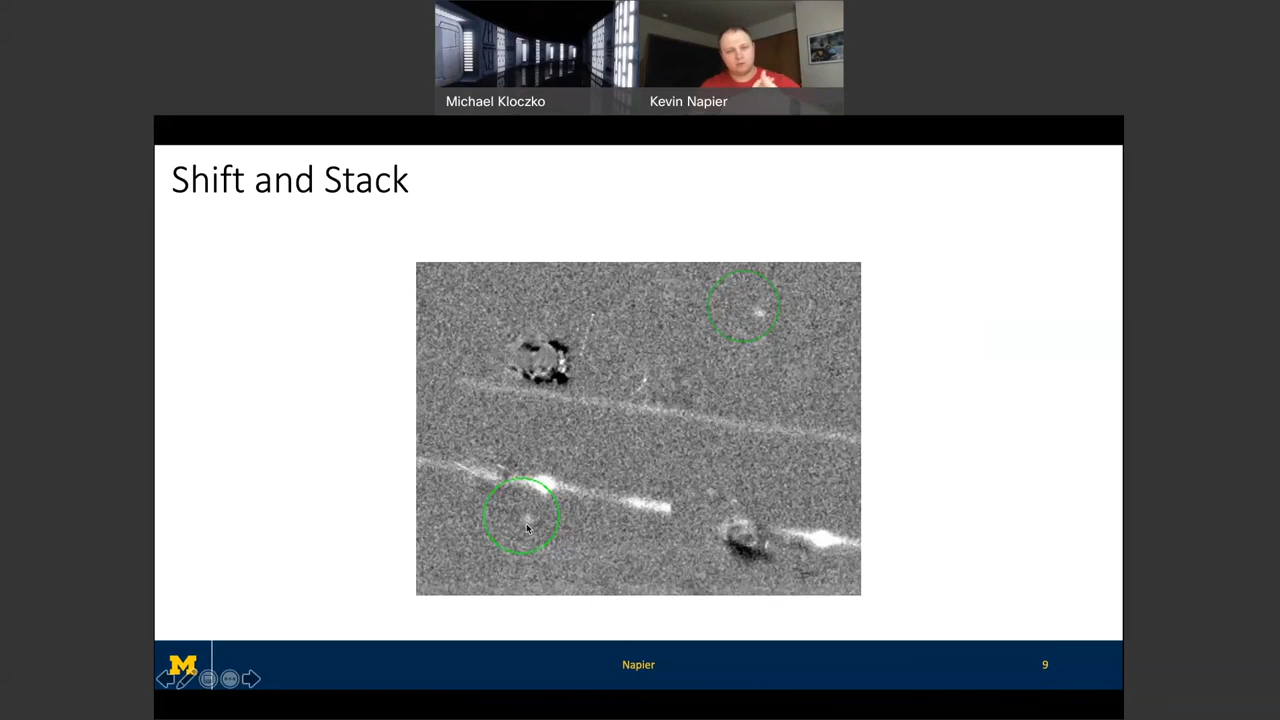 Michael Kloczko
Kevin Napier
Shift and Stack
M
Napier
9